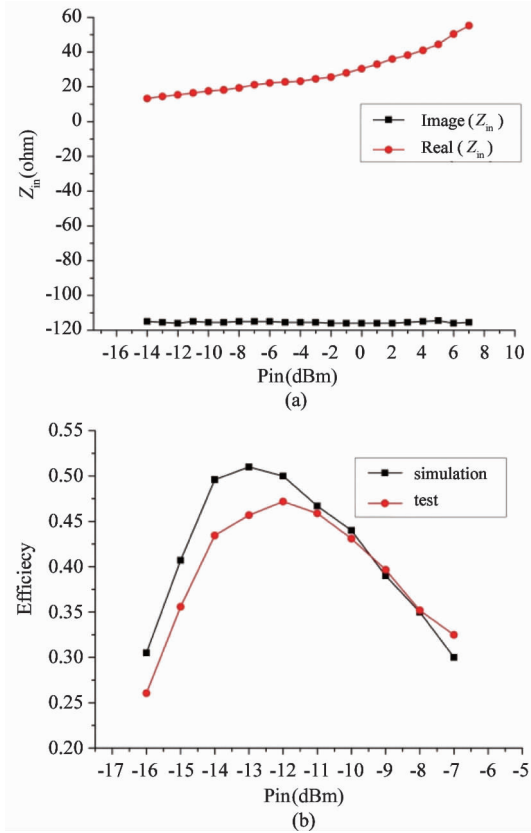 60
40
20
0
-20
-40
-60
-80
-100
-120
Z_in(ohm)
Image(Z_in)
Real(Z_in)
-16 -14 -12 -10 -8 -6 -4 -2 0 2 4 6 8 10
Pin(dBm)
(a)
0.55
0.50
0.45
0.40
0.35
0.30
0.25
0.20
Efficiecy
simulation
test
-17 -16 -15 -14 -13 -12 -11 -10 -9 -8 -7 -6 -5
Pin(dBm)
(b)